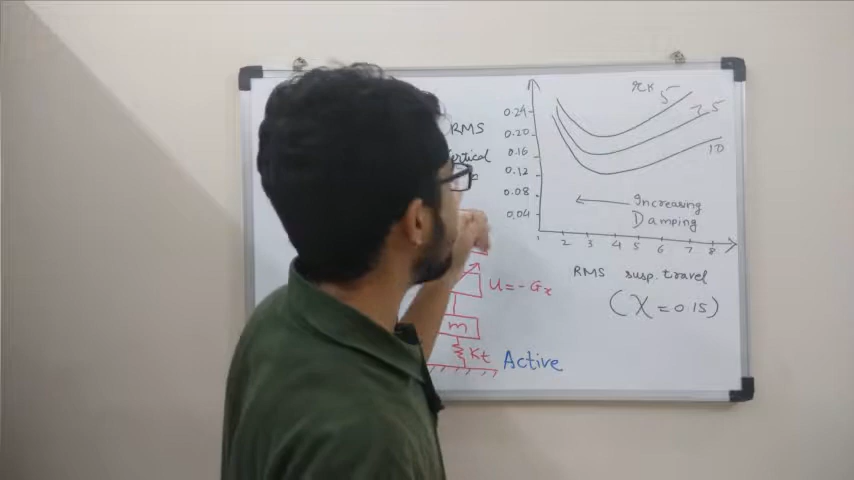 RMS
0.24
0.20
0.16
0.12
0.08
0.04
5
7.5
10
Increasing
Damping
1 2 3 4 5 6 7 8
RMS susp. travel
(X = 0.15)
U = - Gx
m
Kt
Active